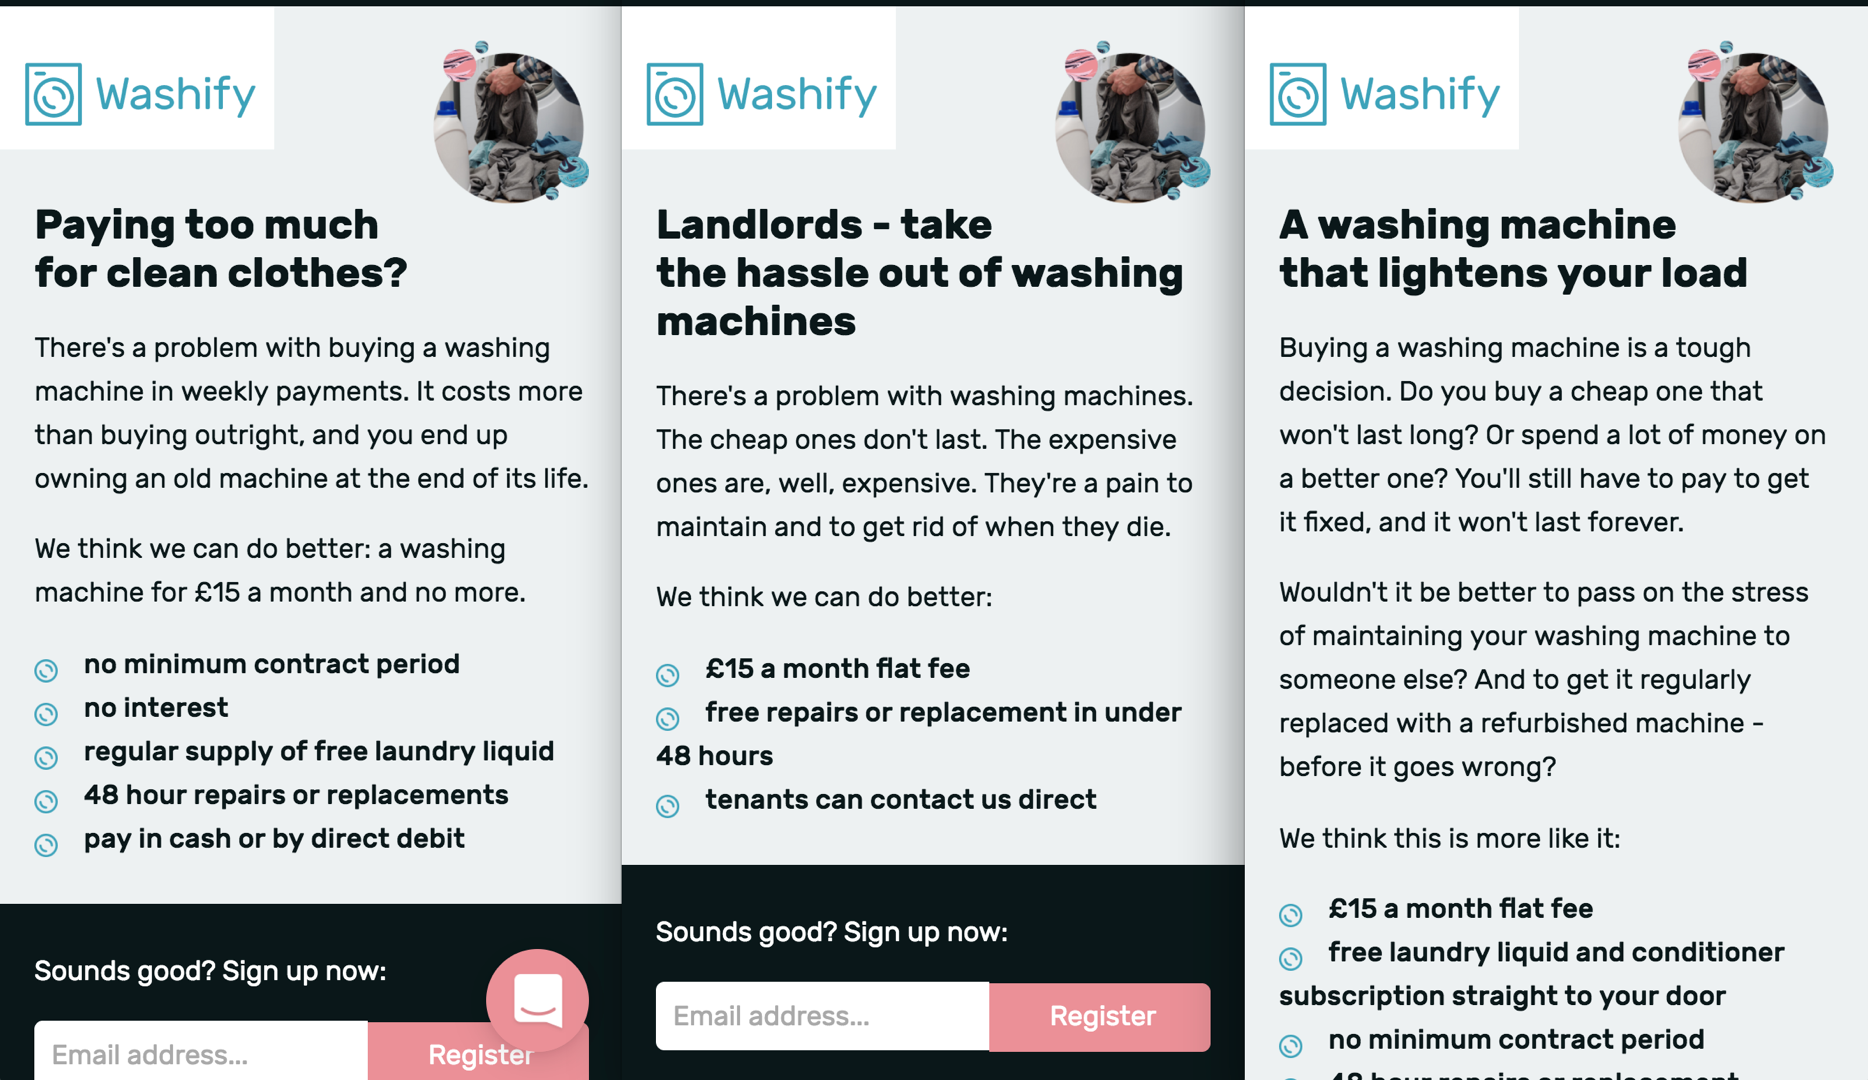 Washify
Paying too much
for clean clothes?
There's a problem with buying a washing
machine in weekly payments. It costs more
than buying outright, and you end up
owning an old machine at the end of its life.
We think we can do better: a washing
machine for £15 a month and no more.
no minimum contract period
no interest
regular supply of free laundry liquid
48 hour repairs or replacements
pay in cash or by direct debit
Sounds good? Sign up now:
Email address...
Register
Washify
Landlords - take
the hassle out of washing
machines
There's a problem with washing machines.
The cheap ones don't last. The expensive
ones are, well, expensive. They're a pain to
maintain and to get rid of when they die.
We think we can do better:
£15 a month flat fee
free repairs or replacement in under
48 hours
tenants can contact us direct
Sounds good? Sign up now:
Email address...
Register
Washify
A washing machine
that lightens your load
Buying a washing machine is a tough
decision. Do you buy a cheap one that
won't last long? Or spend a lot of money on
a better one? You'll still have to pay to get
it fixed, and it won't last forever.
Wouldn't it be better to pass on the stress
of maintaining your washing machine to
someone else? And to get it regularly
replaced with a refurbished machine -
before it goes wrong?
We think this is more like it:
£15 a month flat fee
free laundry liquid and conditioner
subscription straight to your door
no minimum contract period
48 hour repairs or replacement